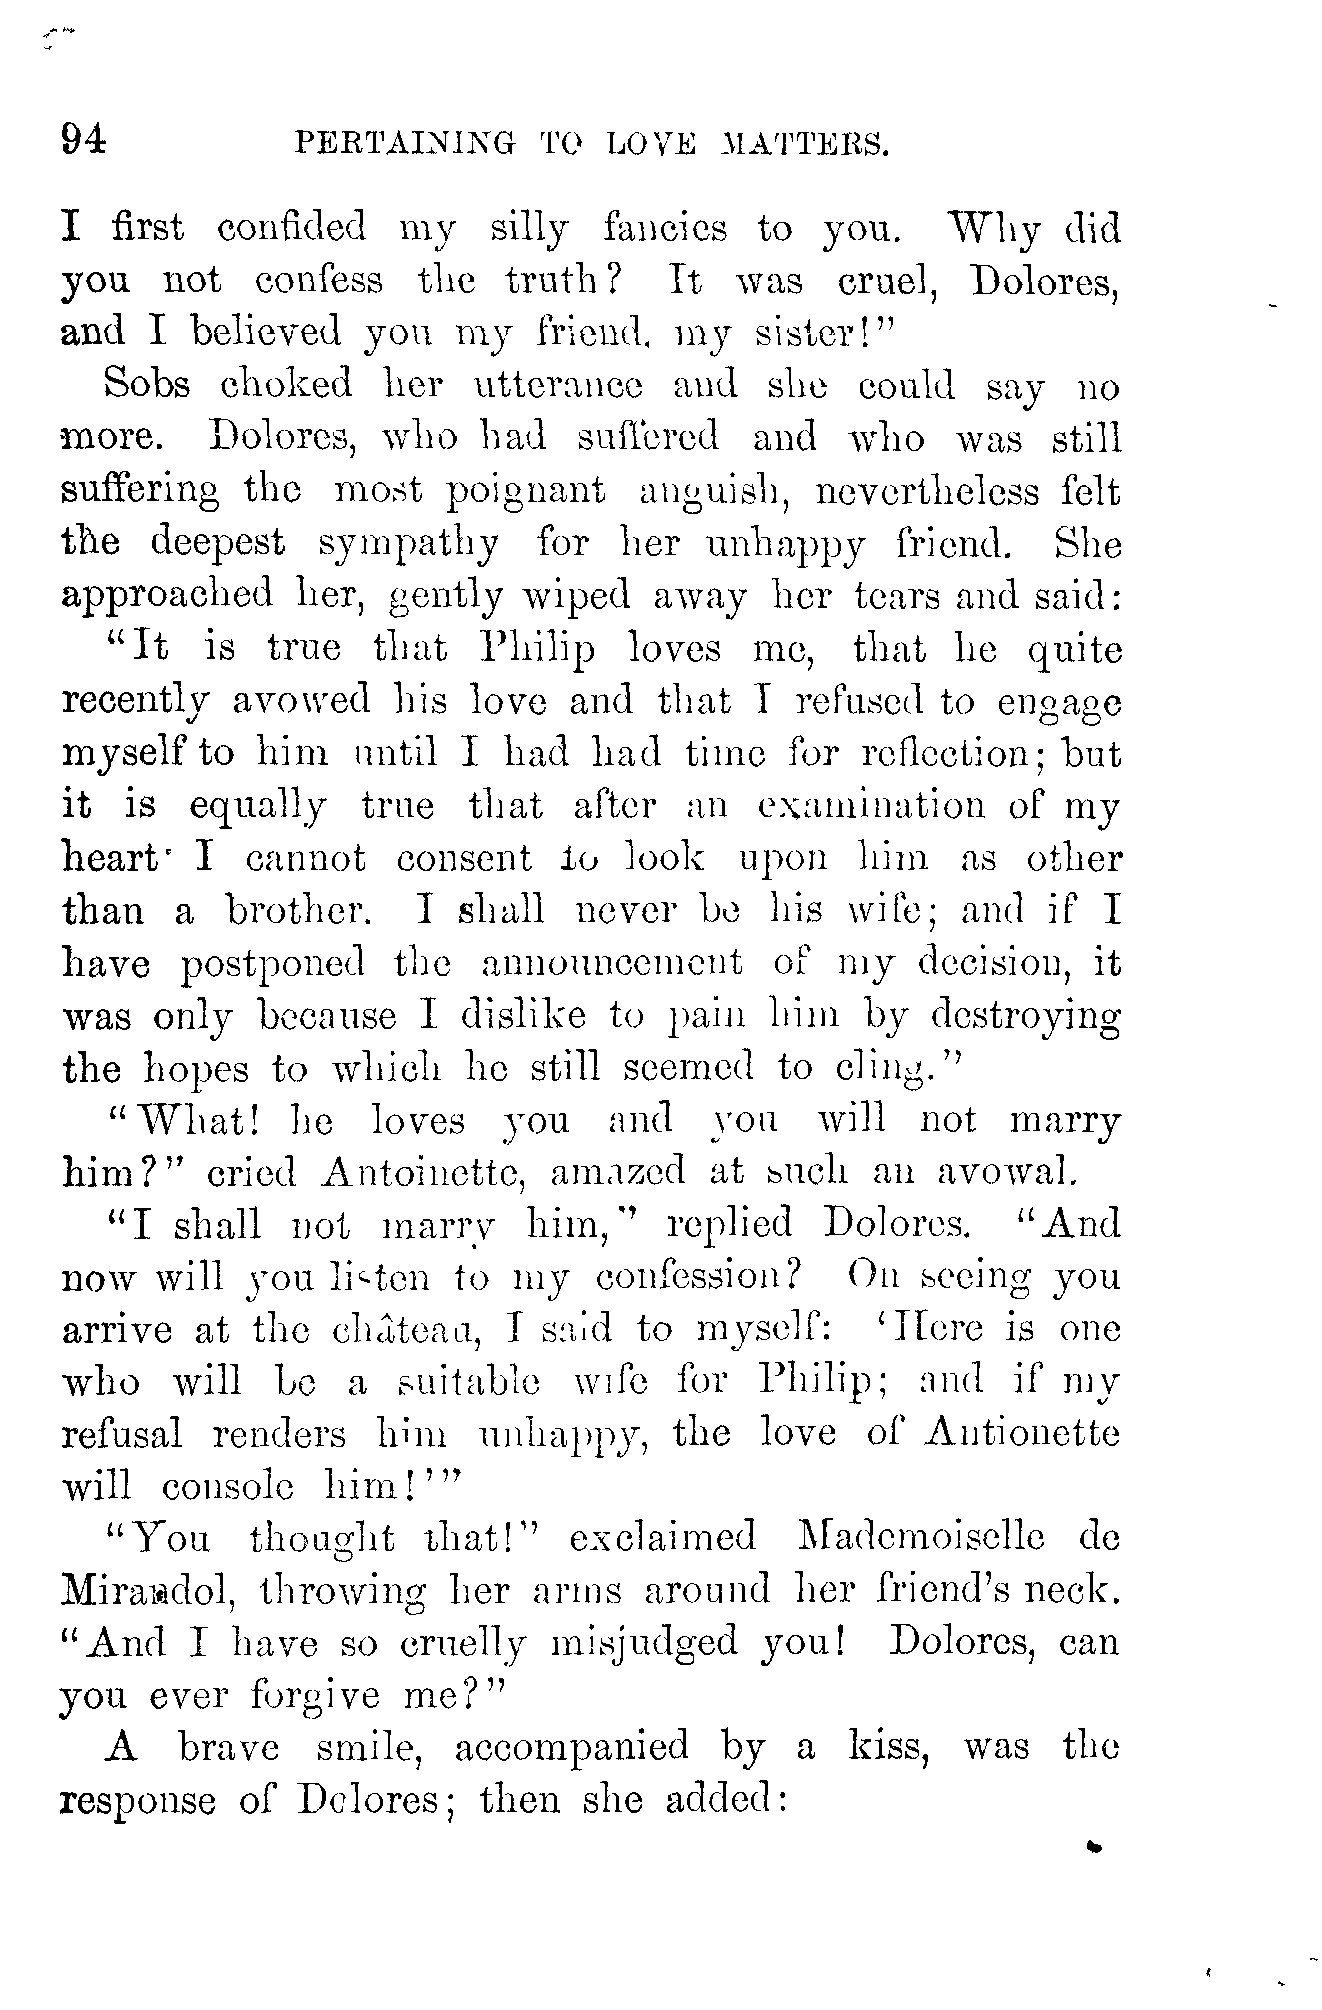 94 PERTAINING TO LOVE MATTERS.
I first confided my silly fancies to you. Why did
you not confess the truth? It was cruel, Dolores,
and I believed you my friend, my sister!"
Sobs choked her utterance and she could say no
more. Dolores, who had suffered and who was still
suffering the most poignant anguish, nevertheless felt
the deepest sympathy for her unhappy friend. She
approached her, gently wiped away her tears and said:
"It is true that Philip loves me, that he quite
recently avowed his love and that I refused to engage
myself to him until I had had time for reflection; but
it is equally true that after an examination of my
heart I cannot consent to look upon him as other
than a brother. I shall never be his wife; and if I
have postponed the announcement of my decision, it
was only because I dislike to pain him by destroying
the hopes to which he still seemed to cling."
"What! he loves you and you will not marry
him?" cried Antoinette, amazed at such an avowal.
"I shall not marry him," replied Dolores. "And
now will you listen to my confession? On seeing you
arrive at the château, I said to myself: 'Here is one
who will be a suitable wife for Philip; and if my
refusal renders him unhappy, the love of Antionette
will console him!'"
"You thought that!" exclaimed Mademoiselle de
Mirandol, throwing her arms around her friend's neck.
"And I have so cruelly misjudged you! Dolores, can
you ever forgive me?"
A brave smile, accompanied by a kiss, was the
response of Dolores; then she added: